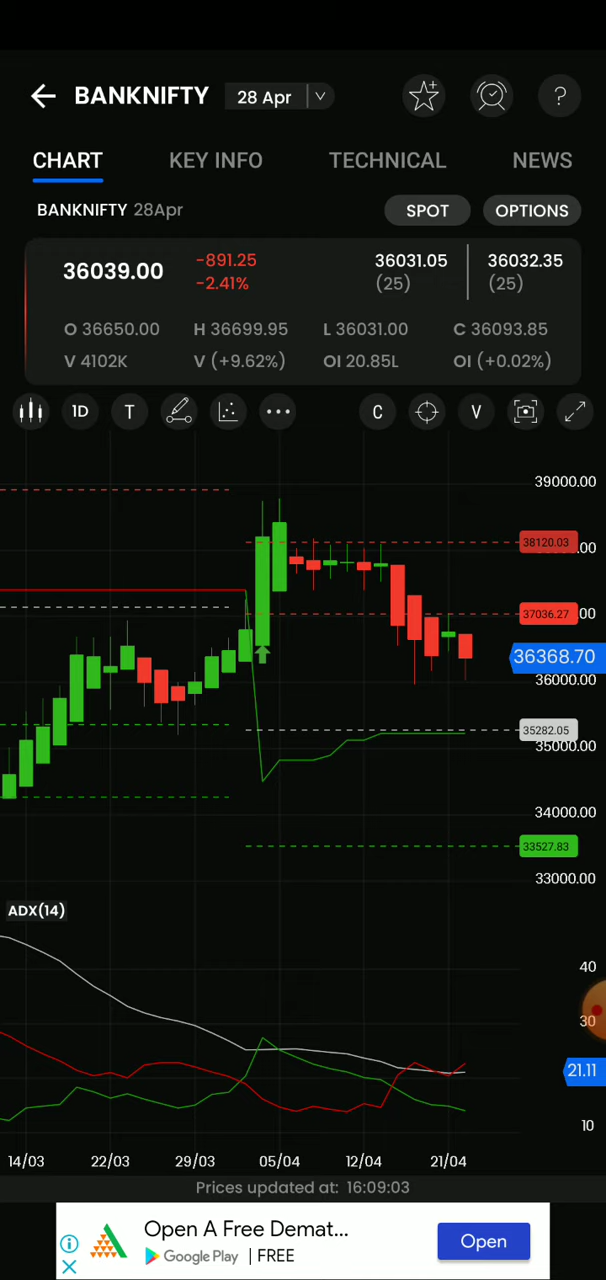 BANKNIFTY 28 Apr
CHART KEY INFO TECHNICAL NEWS
BANKNIFTY 28Apr SPOT OPTIONS
36039.00 -891.25 -2.41% 36031.05 (25) 36032.35 (25)
O 36650.00 H 36699.95 L 36031.00 C 36093.85
V 4102K V (+9.62%) OI 20.85L OI (+0.02%)
1D T C V
39000.00
38120.03
.00
37036.27
.00
36368.70
36000.00
35282.05
35000.00
34000.00
33527.83
33000.00
ADX(14)
40
30
21.11
10
14/03 22/03 29/03 05/04 12/04 21/04
Prices updated at: 16:09:03
Open A Free Demat...
Google Play | FREE
Open